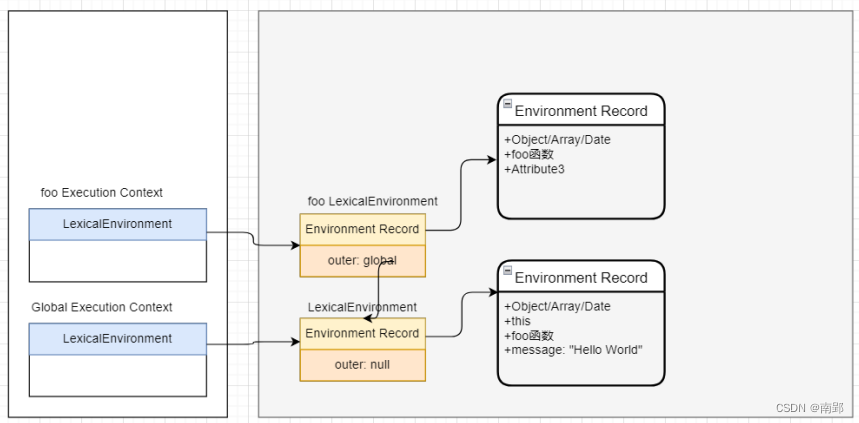 foo Execution Context
LexicalEnvironment
Global Execution Context
LexicalEnvironment
foo LexicalEnvironment
Environment Record
outer: global
LexicalEnvironment
Environment Record
outer: null
Environment Record
+Object/Array/Date
+foo函数
+Attribute3
Environment Record
+Object/Array/Date
+this
+foo函数
+message: "Hello World"
CSDN @南郢